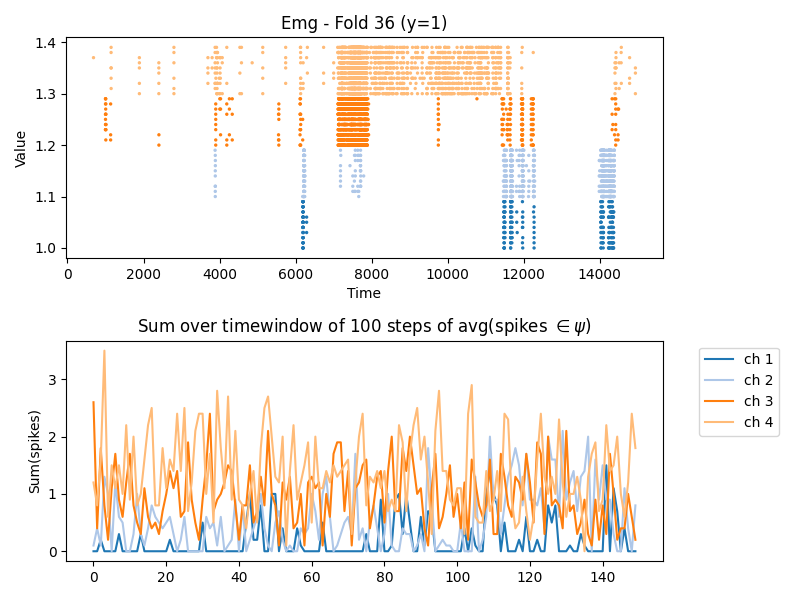 Emg - Fold 36 (y=1)
1.4
1.3
1.2
1.1
1.0
Value
0 2000 4000 6000 8000 10000 12000 14000
Time
Sum over timewindow of 100 steps of avg(spikes ∈ ψ)
3
2
1
0
Sum(spikes)
0 20 40 60 80 100 120 140
ch 1
ch 2
ch 3
ch 4